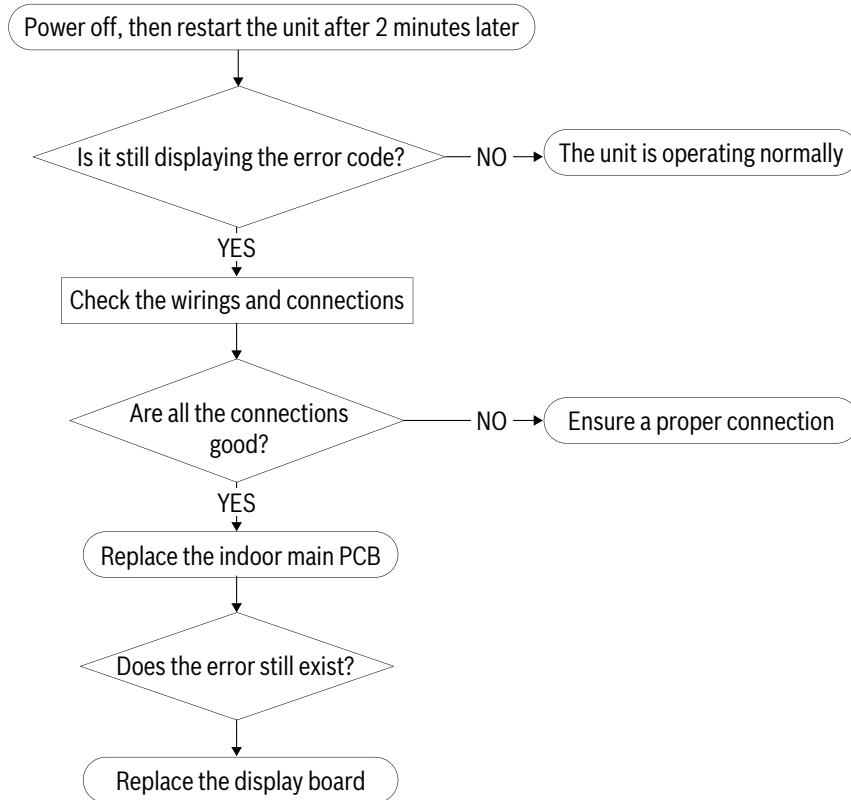 Power off, then restart the unit after 2 minutes later
Is it still displaying the error code?
NO
The unit is operating normally
YES
Check the wirings and connections
Are all the connections
good?
NO
Ensure a proper connection
YES
Replace the indoor main PCB
Does the error still exist?
Replace the display board